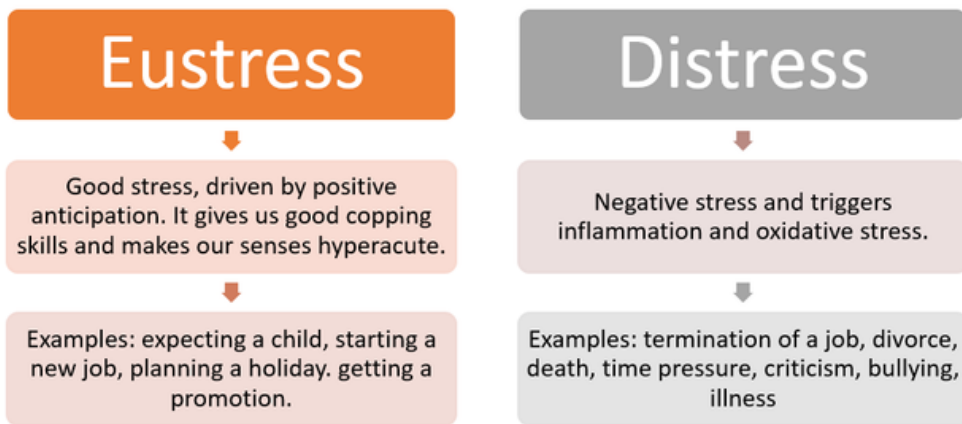 Eustress
Good stress, driven by positive
anticipation. It gives us good copping
skills and makes our senses hyperacute.
Examples: expecting a child, starting a
new job, planning a holiday. getting a
promotion.
Distress
Negative stress and triggers
inflammation and oxidative stress.
Examples: termination of a job, divorce,
death, time pressure, criticism, bullying,
illness